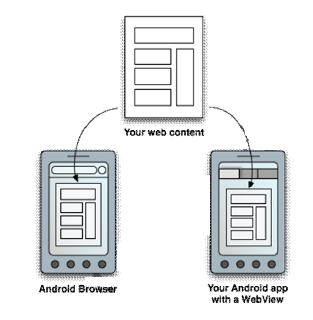 Your web content
Android Browser
Your Android app
with a WebView